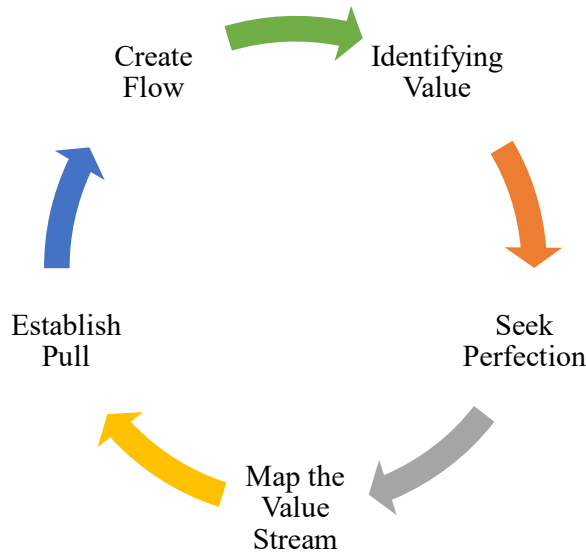 Create
Flow
Identifying
Value
Establish
Pull
Seek
Perfection
Map the
Value
Stream